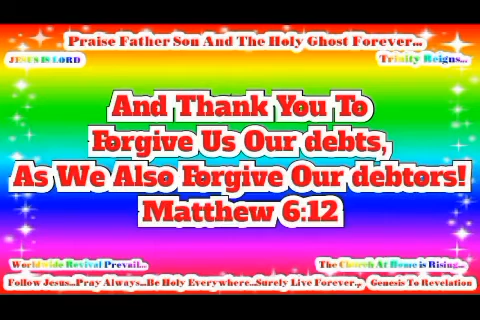 Praise Father Son And The Holy Ghost Forever...
JESUS IS LORD
Trinity Reigns...
And Thank You To
Forgive Us Our debts,
As We Also Forgive Our debtors!
Matthew 6:12
Worldwide Revival Prevail...
The Church At Home is Rising...
Follow Jesus...Pray Always...Be Holy Everywhere...Surely Live Forever...
Genesis To Revelation